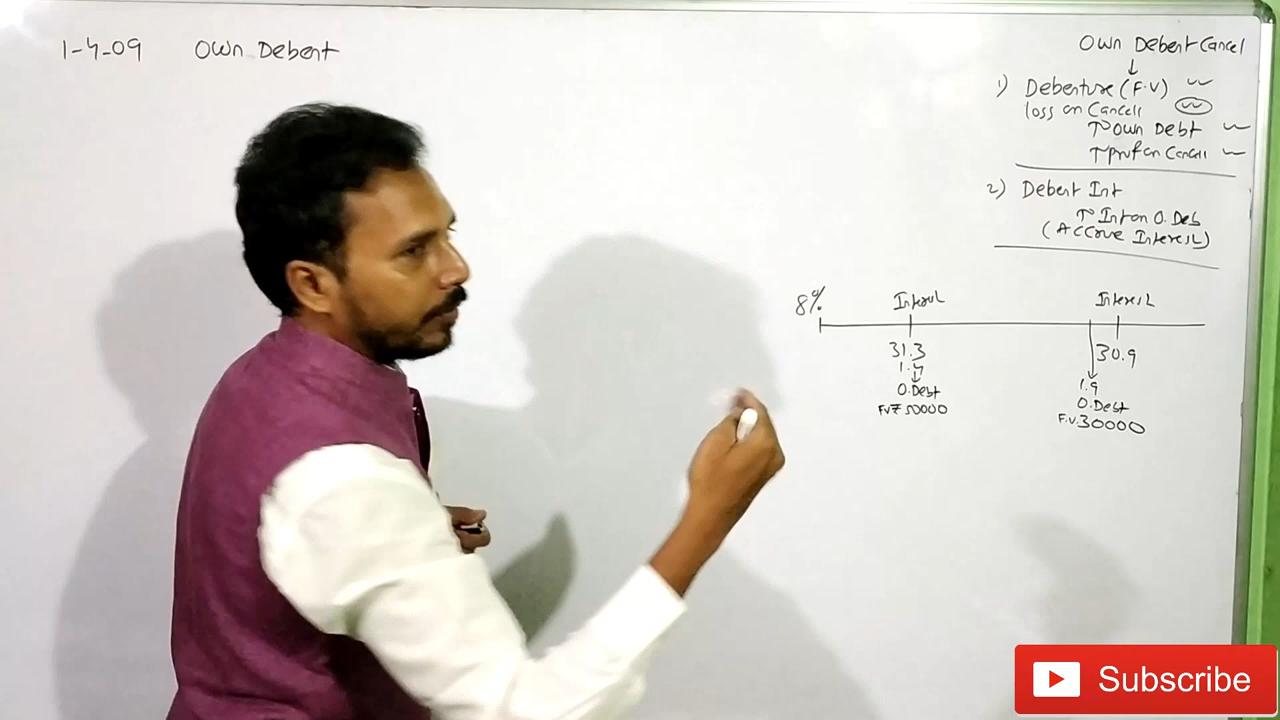 1-4-09 Own Debent
Own Debent Cancel
↓
1) Debenture (F.V)
loss on Cancell
↑ own Debt
↑ prof on Cancell
2) Debent Int
↑ Int on O. Deb
(Accrue Interest)
8% Interest Interest
31.3 30.9
1.4
O.Debt 1.9
FV₹50000 O.Debt
F.V.30000
Subscribe